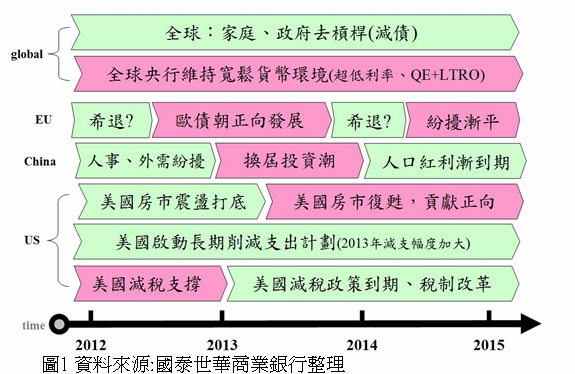 全球：家庭、政府去槓桿(減債)
global
全球央行維持寬鬆貨幣環境(超低利率、QE+LTRO)
EU 希退? 歐債朝正向發展 希退? 紛擾漸平
China 人事、外需紛擾 換屆投資潮 人口紅利漸到期
美國房市震盪打底 美國房市復甦，貢獻正向
US 美國啟動長期削減支出計劃(2013年減支幅度加大)
美國減稅支撐 美國減稅政策到期、稅制改革
time
2012 2013 2014 2015
圖1 資料來源:國泰世華商業銀行整理